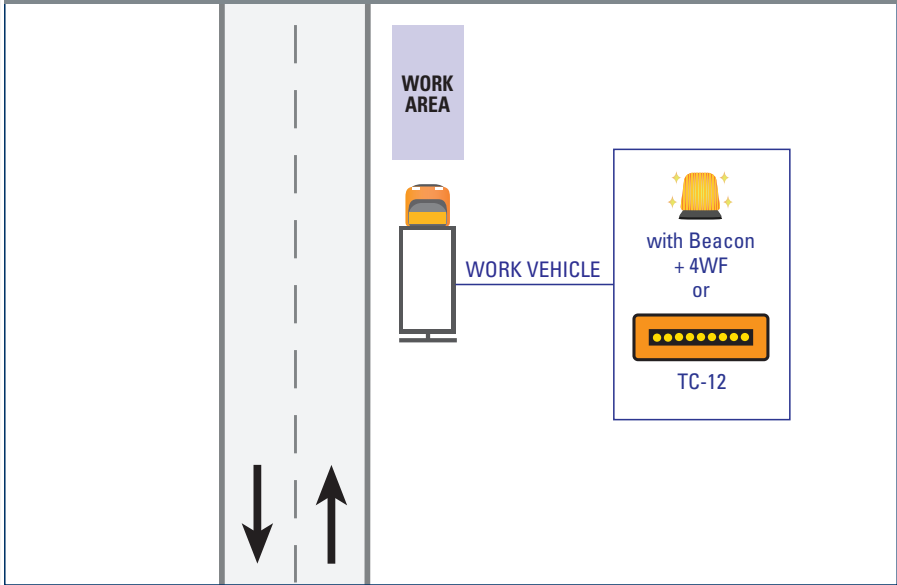 WORK
AREA
WORK VEHICLE
with Beacon
+ 4WF
or
TC-12